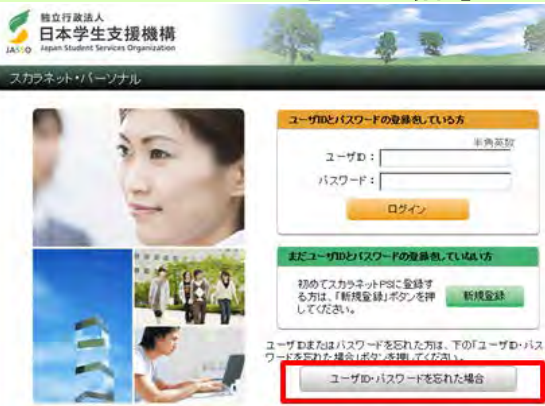 独立行政法人
日本学生支援機構
JASSO Japan Student Services Organization
スカラネット・パーソナル
ユーザIDとパスワードの登録をしている方
半角英数
ユーザID：
パスワード：
ログイン
まだユーザIDとパスワードの登録をしていない方
初めてスカラネットPSに登録す
る方は、「新規登録」ボタンを押
してください。
新規登録
ユーザIDまたはパスワードを忘れた方は、下の「ユーザID・パス
ワードを忘れた場合」ボタンを押してください。
ユーザID・パスワードを忘れた場合